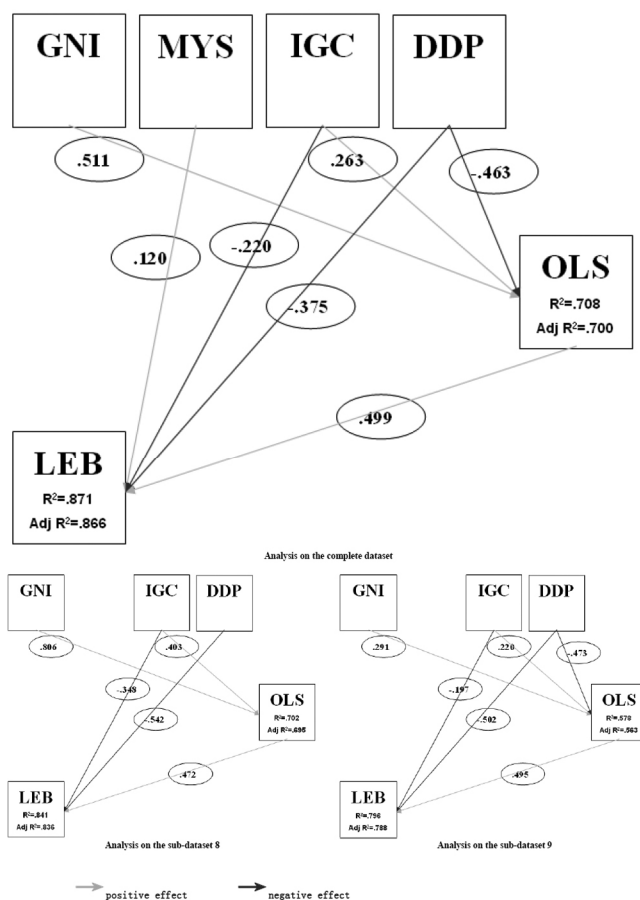 GNI MYS IGC DDP
.511 .263 -.463
.120 -.220
-.375
OLS
R²=.708
Adj R²=.700
.499
LEB
R²=.871
Adj R²=.866
Analysis on the complete dataset
GNI IGC DDP
.806 .403
-.348
-.542
OLS
R²=.702
Adj R²=.695
.472
LEB
R²=.841
Adj R²=.836
Analysis on the sub-dataset 8
GNI IGC DDP
.291 .220 -.473
-.197
-.502
OLS
R²=.578
Adj R²=.563
.495
LEB
R²=.796
Adj R²=.788
Analysis on the sub-dataset 9
positive effect negative effect